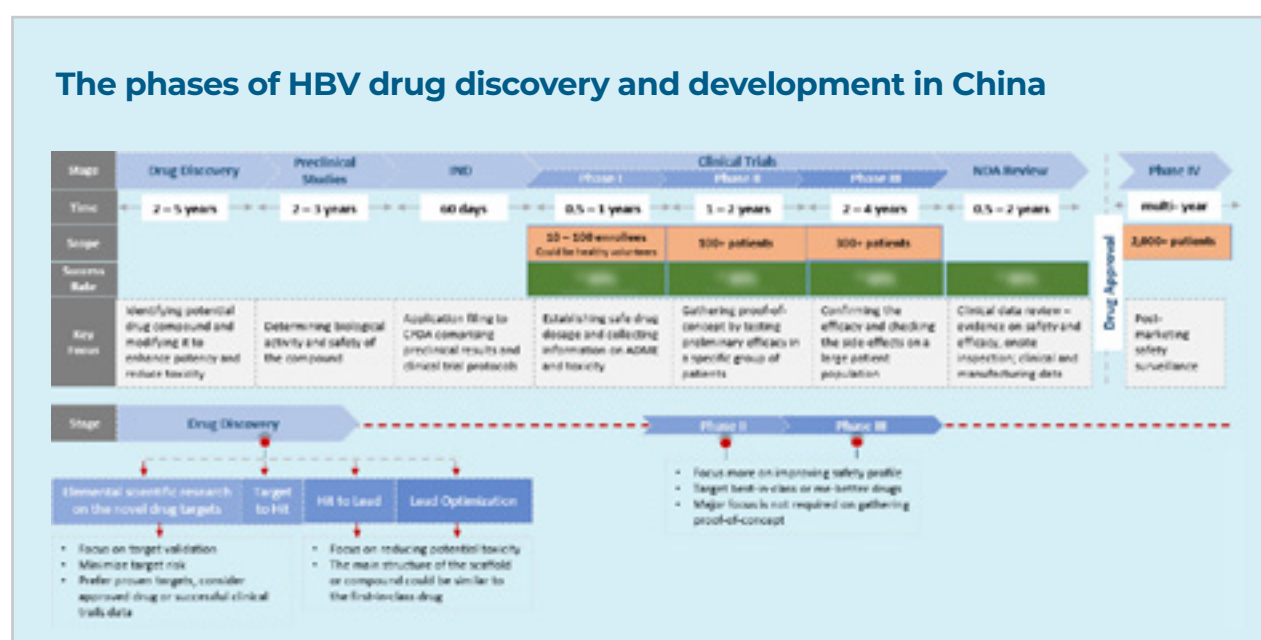 The phases of HBV drug discovery and development in China
Stage
Drug Discovery
Preclinical
Studies
IND
Clinical Trials
Phase I
Phase II
Phase III
NDA Review
Phase IV
Time
2 – 5 years
2 – 3 years
60 days
0.5 – 1 years
1 – 2 years
2 – 4 years
0.5 – 2 years
multi-year
Scope
10 – 100 enrollees
Could be healthy volunteers
100+ patients
300+ patients
2,000+ patients
Success
Rate
Drug Approval
Key
Focus
Identifying potential
drug compound and
modifying it to
enhance potency and
reduce toxicity
Determining biological
activity and safety of
the compound
Application filing to
CFDA comprising
preclinical results and
clinical trial protocols
Establishing safe drug
dosage and collecting
information on ADME
and toxicity
Gathering proof-of-
concept by testing
preliminary efficacy in
a specific group of
patients
Confirming the
efficacy and checking
the side effects on a
large patient
population
Clinical data review –
evidence on safety and
efficacy, onsite
inspection; clinical and
manufacturing data
Post-
marketing
safety
surveillance
Stage
Drug Discovery
Phase II
Phase III
Elemental scientific research
on the novel drug targets
Target
to Hit
Hit to Lead
Lead Optimization
• Focus on target validation
• Minimize target risk
• Prefer proven targets, consider
approved drug or successful clinical
trails data
• Focus on reducing potential toxicity
• The main structure of the scaffold
or compound could be similar to
the first-in-class drug
• Focus more on improving safety profile
• Target best-in-class or me-better drugs
• Major focus is not required on gathering
proof-of-concept